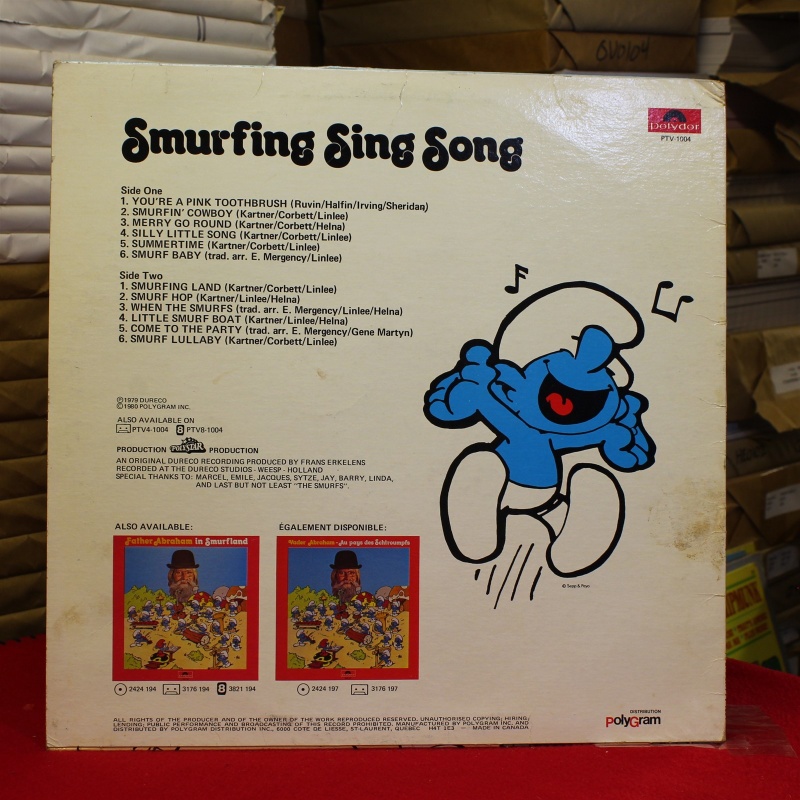 6V0104
Smurfing Sing Song
Polydor
PTV-1004
Side One
1. YOU'RE A PINK TOOTHBRUSH (Ruvin/Halfin/Irving/Sheridan)
2. SMURFIN' COWBOY (Kartner/Corbett/Linlee)
3. MERRY GO ROUND (Kartner/Corbett/Helna)
4. SILLY LITTLE SONG (Kartner/Corbett/Linlee)
5. SUMMERTIME (Kartner/Corbett/Linlee)
6. SMURF BABY (trad. arr. E. Mergency/Linlee)
Side Two
1. SMURFING LAND (Kartner/Corbett/Linlee)
2. SMURF HOP (Kartner/Linlee/Helna)
3. WHEN THE SMURFS (trad. arr. E. Mergency/Linlee/Helna)
4. LITTLE SMURF BOAT (Kartner/Linlee/Helna)
5. COME TO THE PARTY (trad. arr. E. Mergency/Gene Martyn)
6. SMURF LULLABY (Kartner/Corbett/Linlee)
℗1979 DURECO
©1980 POLYGRAM INC.
ALSO AVAILABLE ON
PTV4-1004 8 PTV8-1004
PRODUCTION POLYSTAR PRODUCTION
AN ORIGINAL DURECO RECORDING PRODUCED BY FRANS ERKELENS
RECORDED AT THE DURECO STUDIOS - WEESP - HOLLAND
SPECIAL THANKS TO: MARCEL, EMILE, JACQUES, SYTZE, JAY, BARRY, LINDA,
AND LAST BUT NOT LEAST "THE SMURFS".
ALSO AVAILABLE:
Father Abraham in Smurfland
2424 194 3176 194 8 3821 194
ÉGALEMENT DISPONIBLE:
Vader Abraham - Au pays des Schtroumpfs
2424 197 3176 197
© Sepp & Peyo
ALL RIGHTS OF THE PRODUCER AND OF THE OWNER OF THE WORK REPRODUCED RESERVED. UNAUTHORISED COPYING; HIRING;
LENDING; PUBLIC PERFORMANCE AND BROADCASTING OF THIS RECORD PROHIBITED. MANUFACTURED BY POLYGRAM INC. AND
DISTRIBUTED BY POLYGRAM DISTRIBUTION INC., 6000 COTE DE LIESSE, ST-LAURENT, QUEBEC H4T 1E3 — MADE IN CANADA
DISTRIBUTION
polyGram